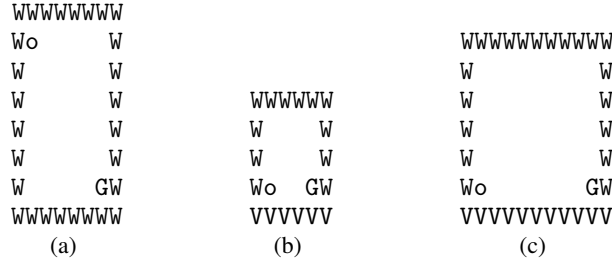 WWWWWWWW
Wo     W
W      W
W      W
W      W
W      W
W     GW
WWWWWWWW
(a)
WWWWWW
W    W
W    W
Wo  GW
VVVVVV
(b)
WWWWWWWWWWW
W         W
W         W
W         W
W         W
Wo       GW
VVVVVVVVVVV
(c)